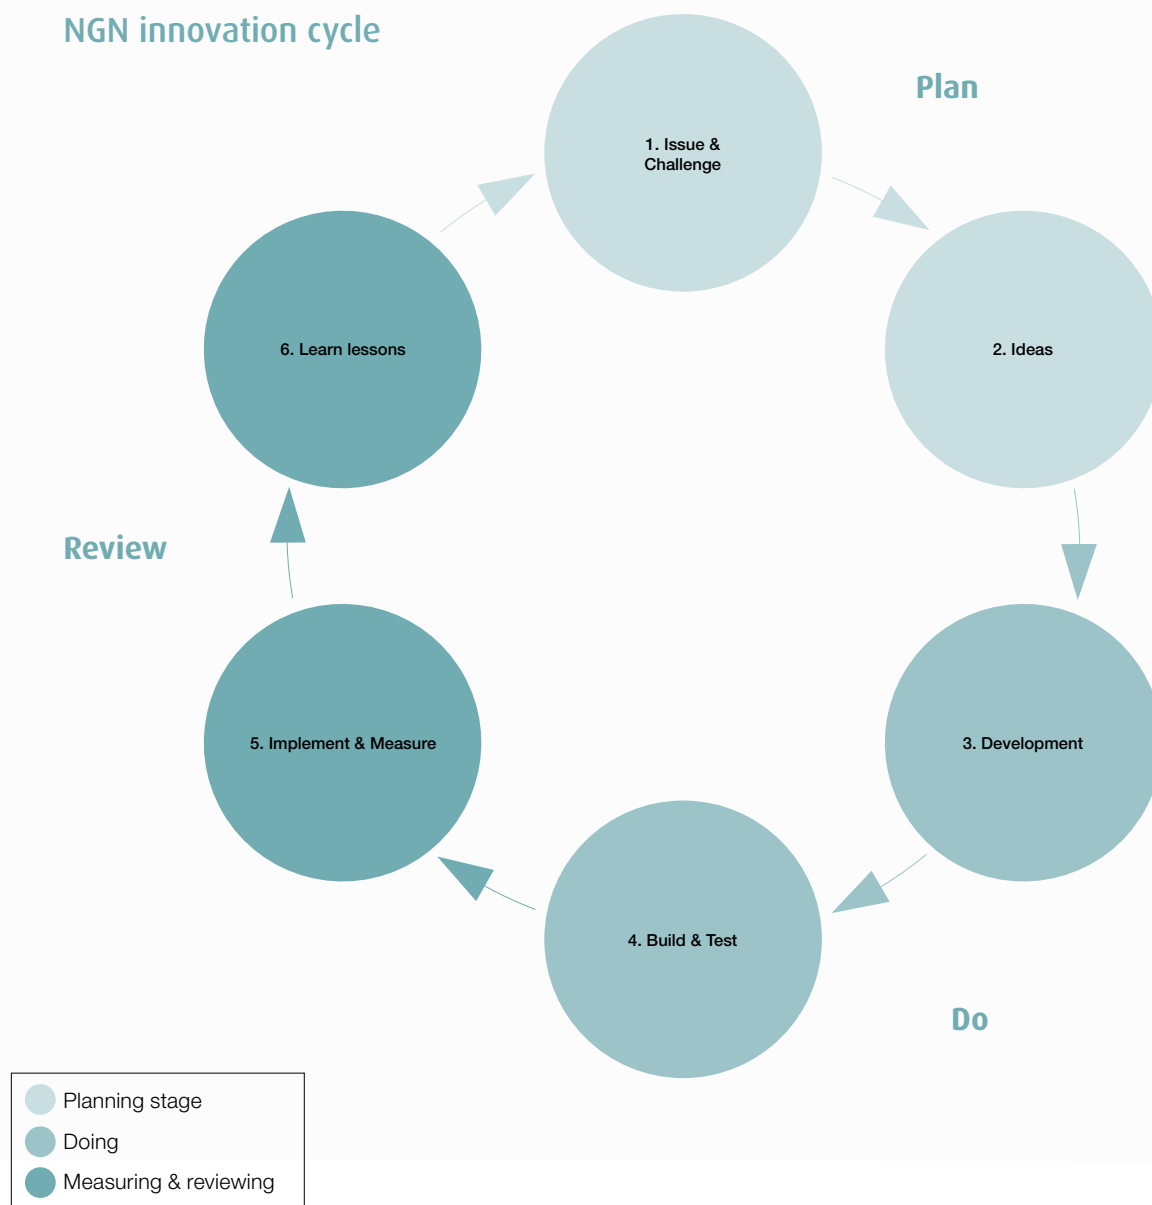 NGN innovation cycle
Plan
1. Issue &
Challenge
2. Ideas
6. Learn lessons
Review
5. Implement & Measure
3. Development
4. Build & Test
Do
Planning stage
Doing
Measuring & reviewing